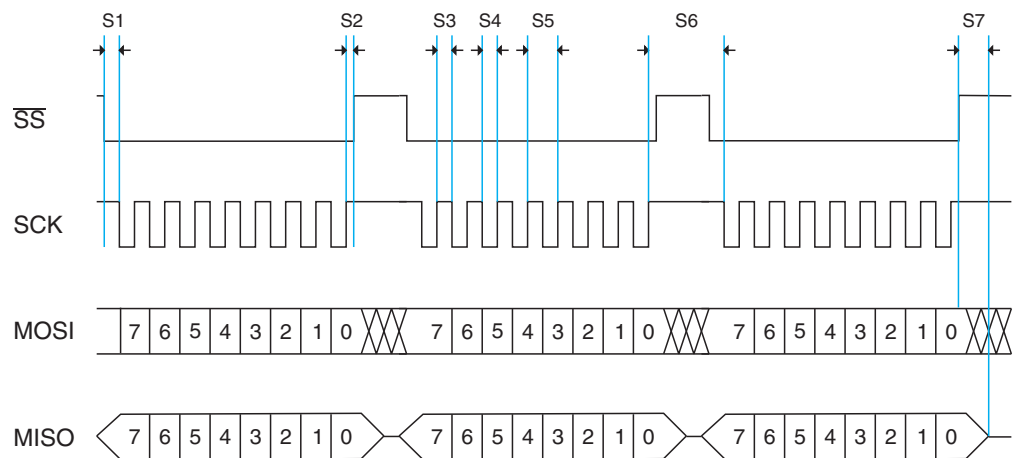 S1 S2 S3 S4 S5 S6 S7
SS
SCK
MOSI 7 6 5 4 3 2 1 0 7 6 5 4 3 2 1 0 7 6 5 4 3 2 1 0
MISO 7 6 5 4 3 2 1 0 7 6 5 4 3 2 1 0 7 6 5 4 3 2 1 0